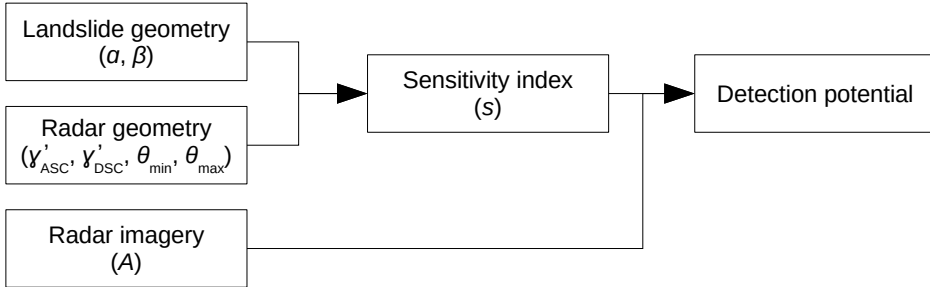 Landslide geometry
(α, β)
Radar geometry
(γ'ASC, γ'DSC, θmin, θmax)
Radar imagery
(A)
Sensitivity index
(s)
Detection potential